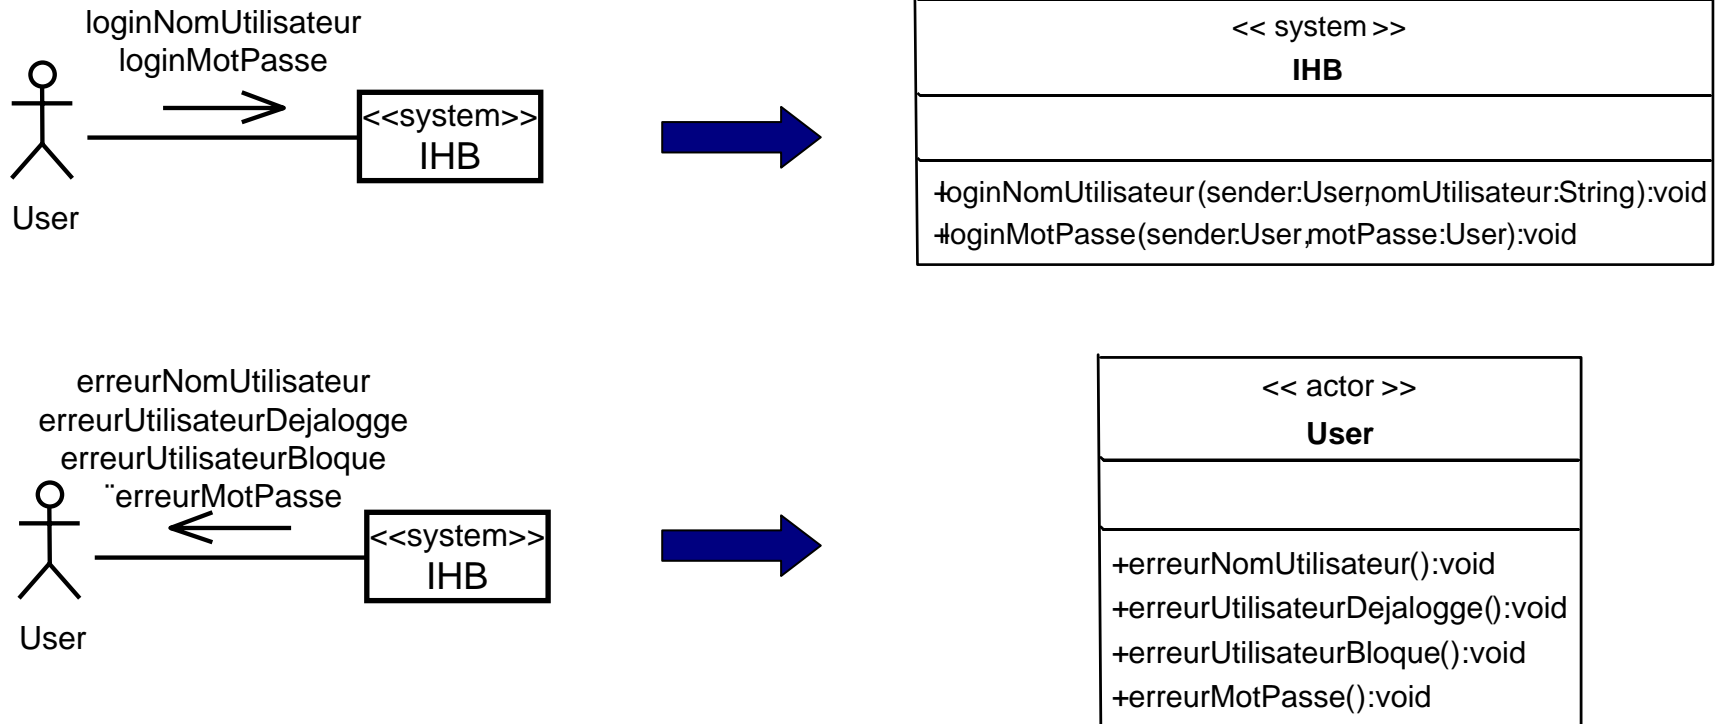 loginNomUtilisateur
loginMotPasse
<<system>>
IHB
User
<< system >>
IHB
+loginNomUtilisateur(sender:User,nomUtilisateur:String):void
+loginMotPasse(sender:User,motPasse:User):void
erreurNomUtilisateur
erreurUtilisateurDejalogge
erreurUtilisateurBloque
¨erreurMotPasse
<<system>>
IHB
User
<< actor >>
User
+erreurNomUtilisateur():void
+erreurUtilisateurDejalogge():void
+erreurUtilisateurBloque():void
+erreurMotPasse():void